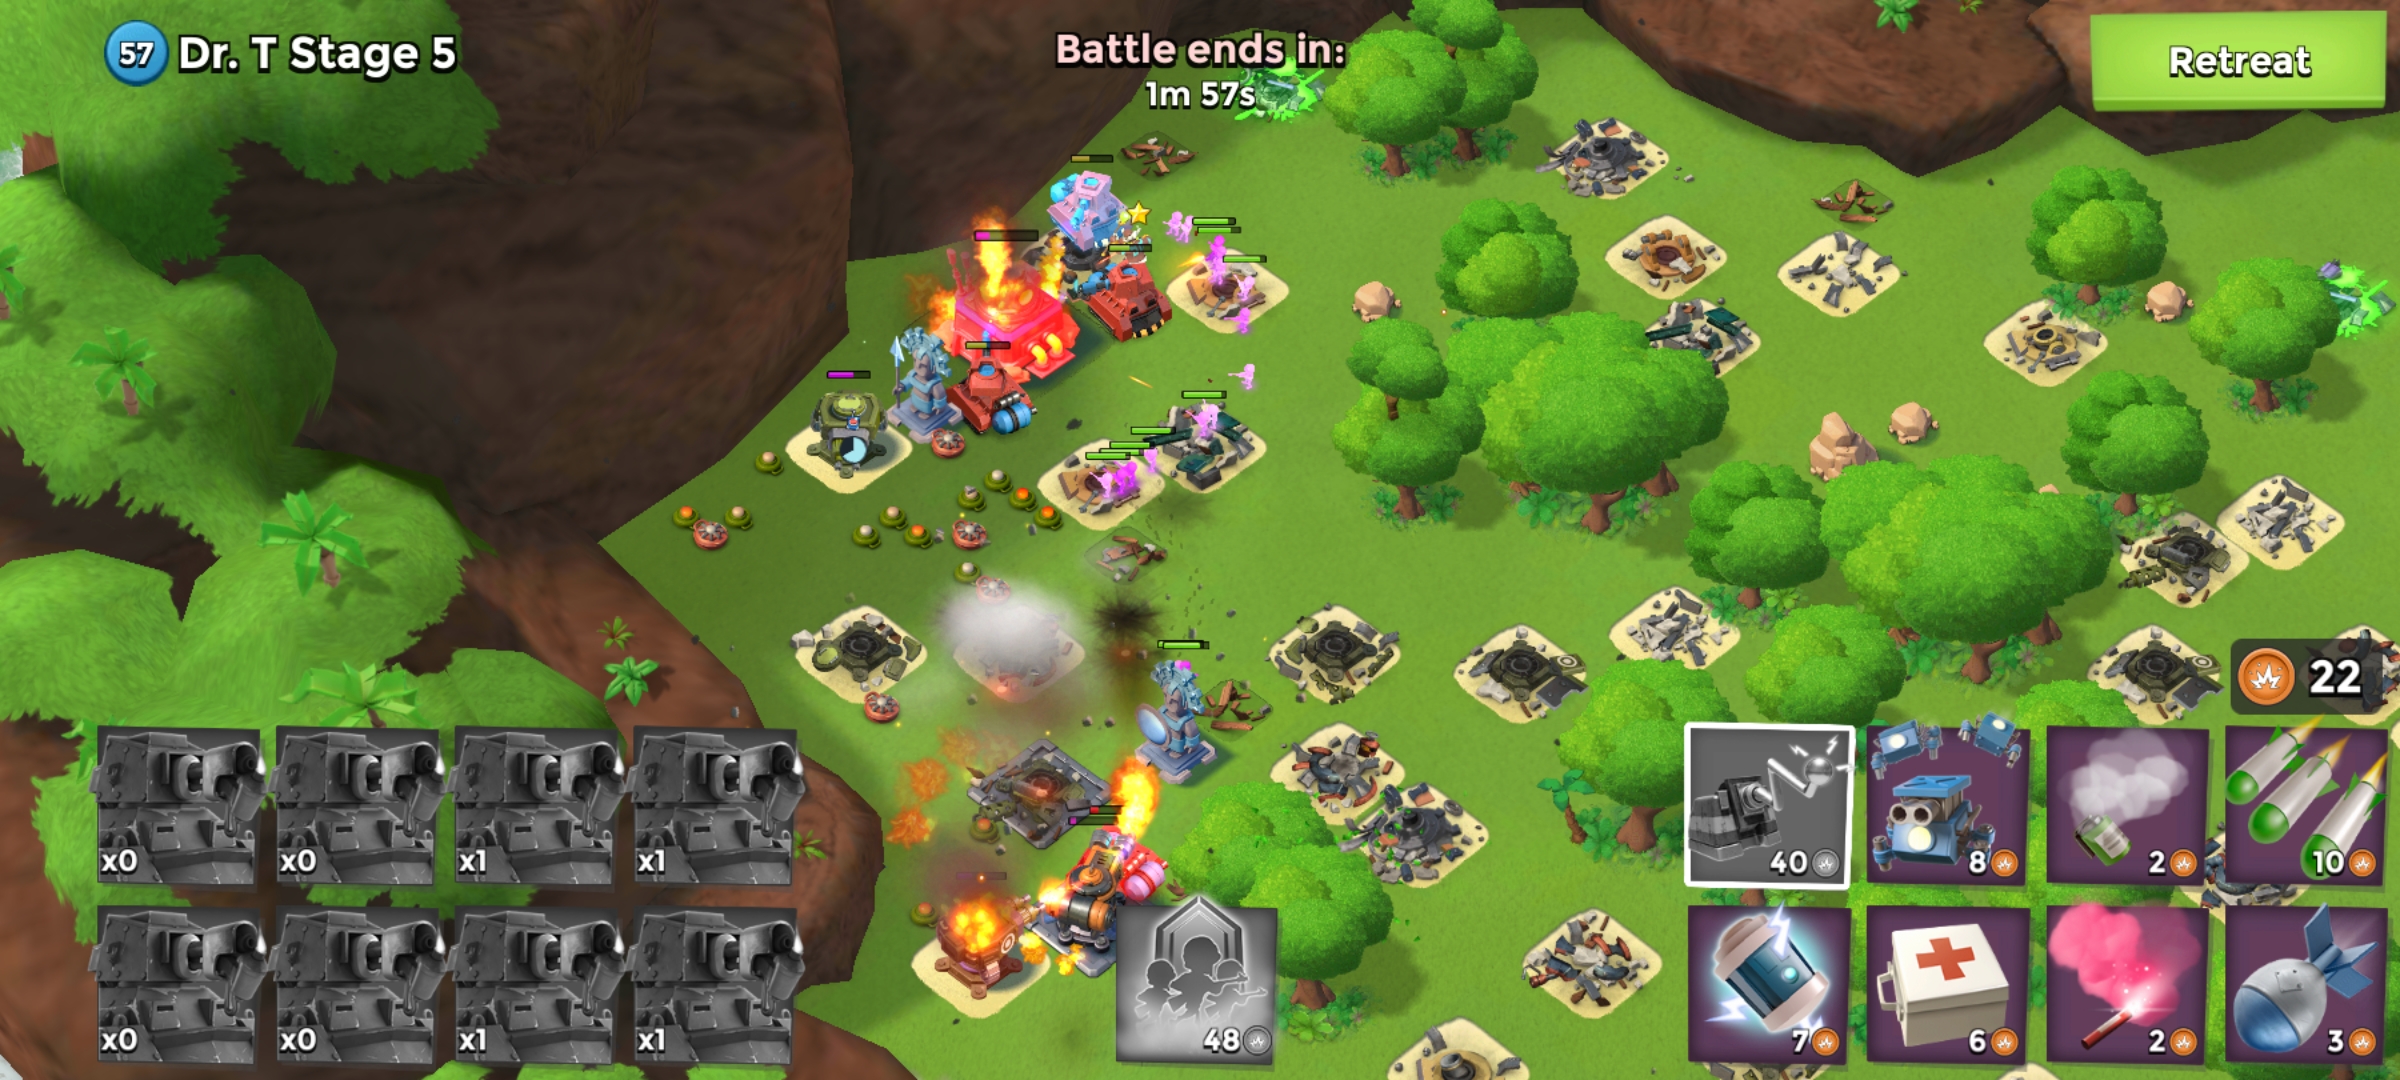 57 Dr. T Stage 5
Battle ends in:
1m 57s
Retreat
22
x0 x0 x1 x1
40 8 2 10
x0 x0 x1 x1
48
7 6 2 3